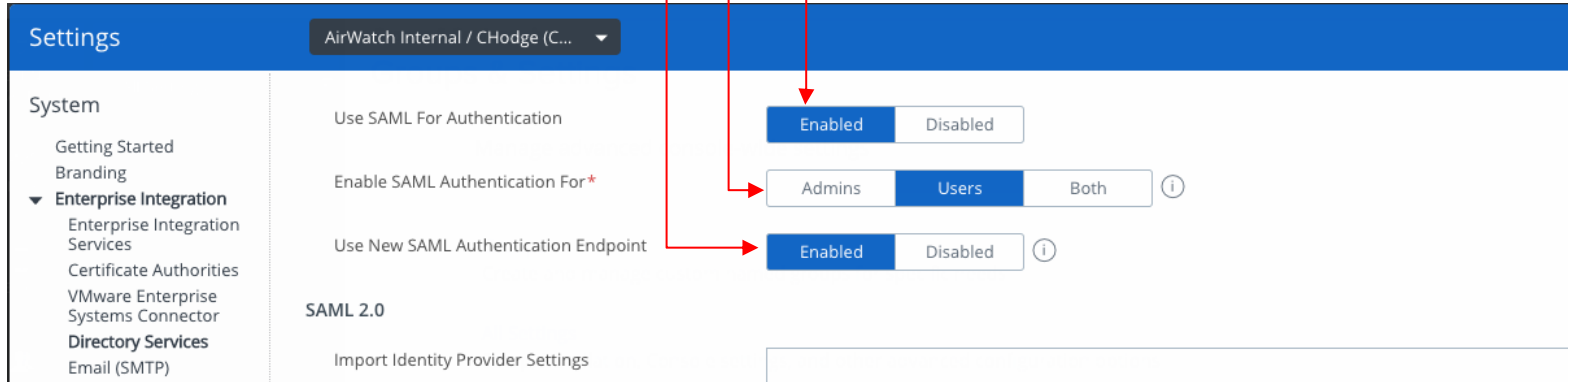 Settings
AirWatch Internal / CHodge (C...
System
Getting Started
Branding
Enterprise Integration
Enterprise Integration
Services
Certificate Authorities
VMware Enterprise
Systems Connector
Directory Services
Email (SMTP)
Use SAML For Authentication
Enabled Disabled
Enable SAML Authentication For*
Admins Users Both
Use New SAML Authentication Endpoint
Enabled Disabled
SAML 2.0
Import Identity Provider Settings